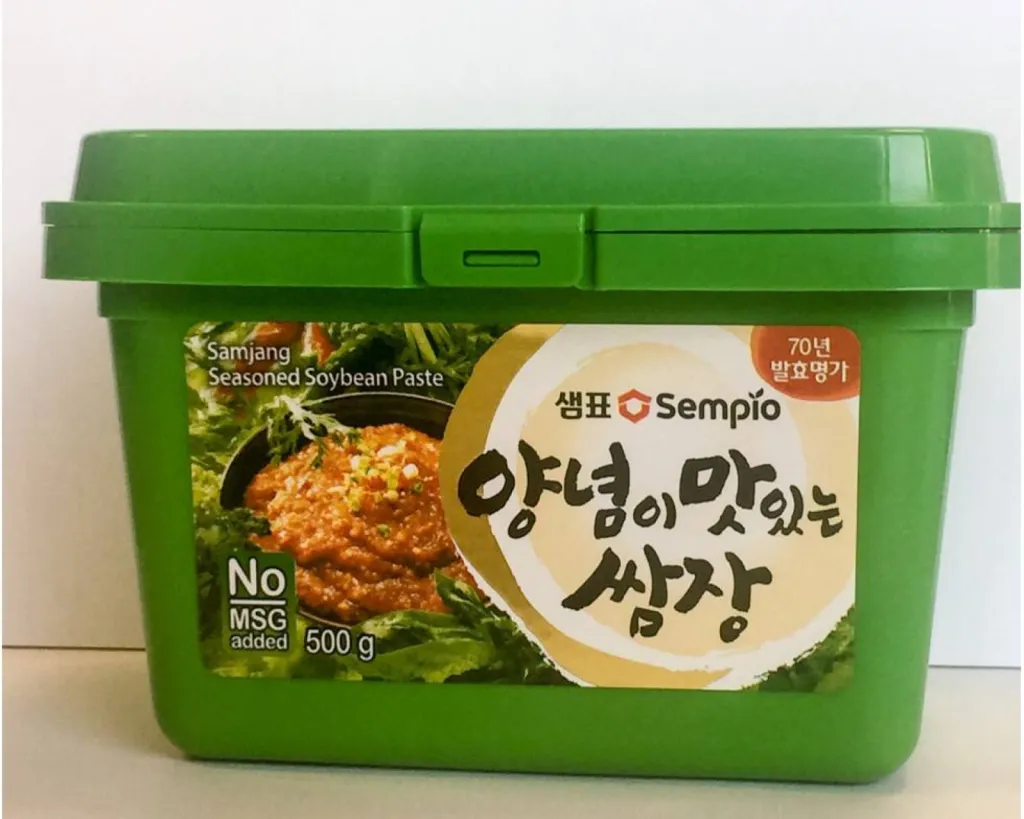 Samjang
Seasoned Soybean Paste
70년
발효명가
샘표 Sempio
양념이 맛있는
쌈장
No
MSG
added
500 g